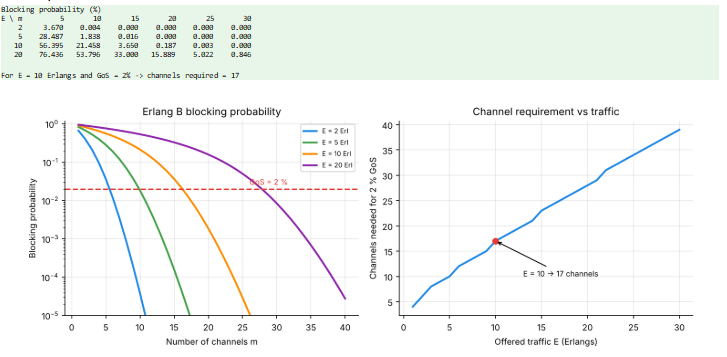 Blocking probability (%)
E \ m 5 10 15 20 25 30
2 3.670 0.004 0.000 0.000 0.000 0.000
5 28.487 1.838 0.016 0.000 0.000 0.000
10 56.395 21.458 3.650 0.187 0.003 0.000
20 76.436 53.796 33.000 15.889 5.022 0.846
For E = 10 Erlangs and GoS = 2% -> channels required = 17
Erlang B blocking probability
Blocking probability
10⁰
10⁻¹
10⁻²
10⁻³
10⁻⁴
10⁻⁵
E = 2 Erl
E = 5 Erl
E = 10 Erl
E = 20 Erl
GoS = 2 %
0 5 10 15 20 25 30 35 40
Number of channels m
Channel requirement vs traffic
Channels needed for 2 % GoS
40
35
30
25
20
15
10
5
E = 10 → 17 channels
0 5 10 15 20 25 30
Offered traffic E (Erlangs)